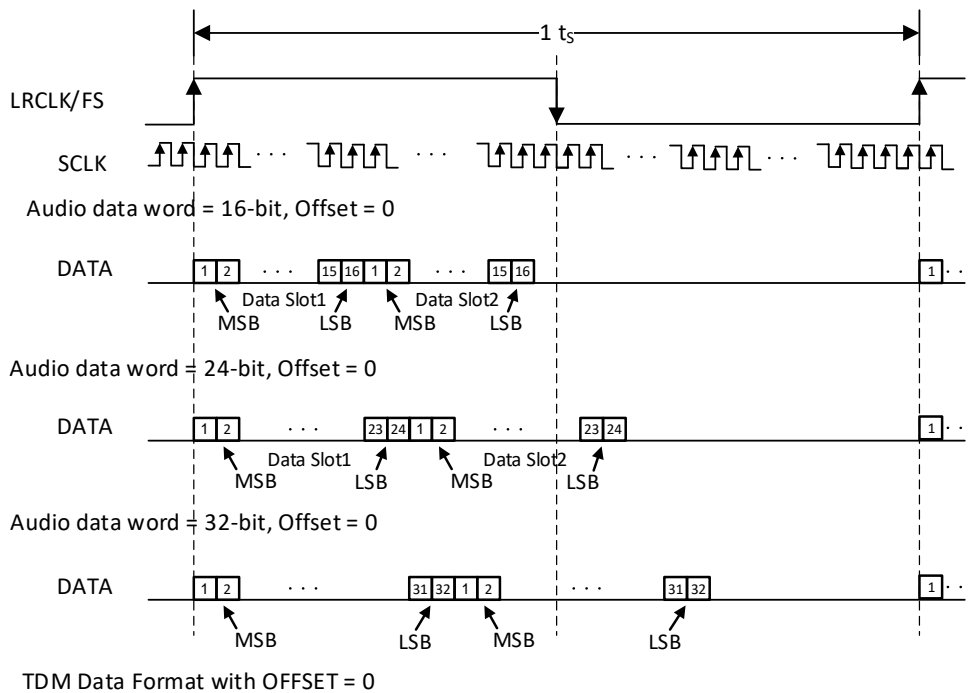 1 tS
LRCLK/FS
SCLK . . . . . . . . . . . .
Audio data word = 16-bit, Offset = 0
DATA 1 2 . . . 15 16 1 2 . . . 15 16 1 . .
Data Slot1 Data Slot2
MSB LSB MSB LSB
Audio data word = 24-bit, Offset = 0
DATA 1 2 . . . 23 24 1 2 . . . 23 24 1 . .
Data Slot1 Data Slot2
MSB LSB MSB LSB
Audio data word = 32-bit, Offset = 0
DATA 1 2 . . . 31 32 1 2 . . . 31 32 1 . .
MSB LSB MSB LSB
TDM Data Format with OFFSET = 0